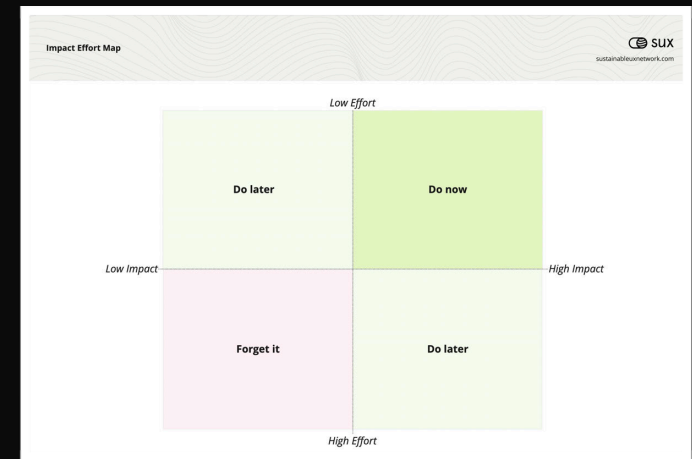 Impact Effort Map
sux
sustainableuxnetwork.com
Low Effort
Do later
Do now
Low Impact
High Impact
Forget it
Do later
High Effort